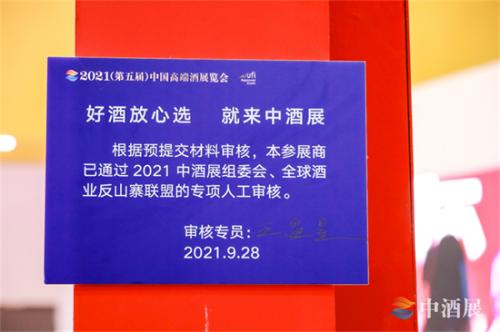 2021(第五届)中国高端酒展览会 ufi
好酒放心选 就来中酒展
根据预提交材料审核，本参展商
已通过 2021 中酒展组委会、全球酒
业反山寨联盟的专项人工审核。
审核专员：
2021.9.28
中酒展